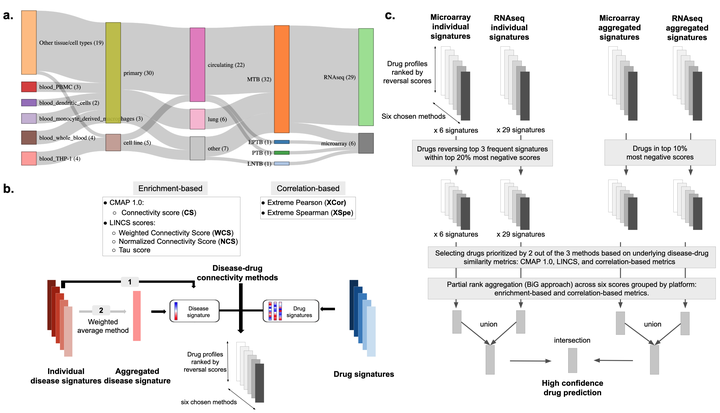 a.
Other tissue/cell types (19)
blood_PBMC (3)
blood_dendritic_cells (2)
blood_monocyte_derived_macrophages (3)
blood_whole_blood (4)
blood_THP-1 (4)
primary (30)
cell line (5)
circulating (22)
lung (6)
other (7)
MTB (32)
LPTB (1)
PTB (1)
LNTB (1)
RNAseq (29)
microarray (6)
b.
Enrichment-based
• CMAP 1.0:
○ Connectivity score (CS)
• LINCS scores:
○ Weighted Connectivity Score (WCS)
○ Normalized Connectivity Score (NCS)
○ Tau score
Correlation-based
• Extreme Pearson (XCor)
• Extreme Spearman (XSpe)
Disease-drug
connectivity methods
1
2
Weighted
average method
Disease
signature
Drug
signatures
Individual
disease signatures
Aggregated
disease signature
Drug signatures
Drug profiles
ranked by
reversal scores
six chosen methods
c.
Microarray
individual
signatures
RNAseq
individual
signatures
Microarray
aggregated
signatures
RNAseq
aggregated
signatures
Drug profiles
ranked by
reversal scores
Six chosen methods
x 6 signatures
x 29 signatures
Drugs reversing top 3 frequent signatures
within top 20% most negative scores
Drugs in top 10%
most negative scores
x 6 signatures
x 29 signatures
Selecting drugs prioritized by 2 out of the 3 methods based on underlying disease-drug
similarity metrics: CMAP 1.0, LINCS, and correlation-based metrics
Partial rank aggregation (BiG approach) across six scores grouped by platform:
enrichment-based and correlation-based metrics.
union
union
intersection
High confidence
drug prediction